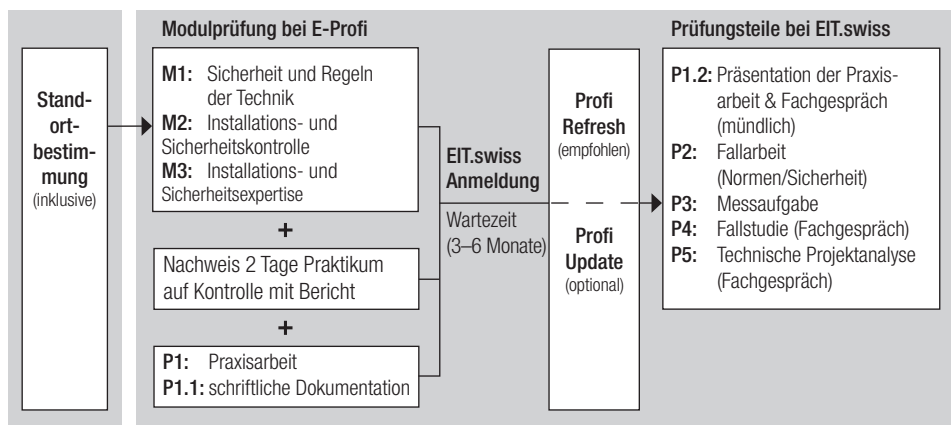 Modulprüfung bei E-Profi
Prüfungsteile bei EIT.swiss
Stand-
ort-
bestim-
mung
(inklusive)
M1: Sicherheit und Regeln
der Technik
M2: Installations- und
Sicherheitskontrolle
M3: Installations- und
Sicherheitsexpertise
+
Nachweis 2 Tage Praktikum
auf Kontrolle mit Bericht
+
P1: Praxisarbeit
P1.1: schriftliche Dokumentation
EIT.swiss
Anmeldung
Wartezeit
(3–6 Monate)
Profi
Refresh
(empfohlen)
Profi
Update
(optional)
P1.2: Präsentation der Praxis-
arbeit & Fachgespräch
(mündlich)
P2: Fallarbeit
(Normen/Sicherheit)
P3: Messaufgabe
P4: Fallstudie (Fachgespräch)
P5: Technische Projektanalyse
(Fachgespräch)